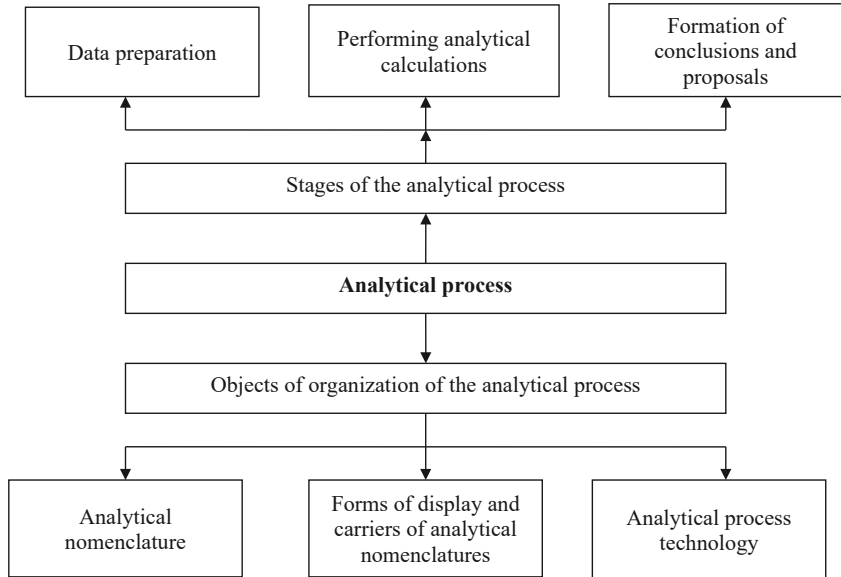 Data preparation
Performing analytical
calculations
Formation of
conclusions and
proposals
Stages of the analytical process
Analytical process
Objects of organization of the analytical process
Analytical
nomenclature
Forms of display and
carriers of analytical
nomenclatures
Analytical process
technology